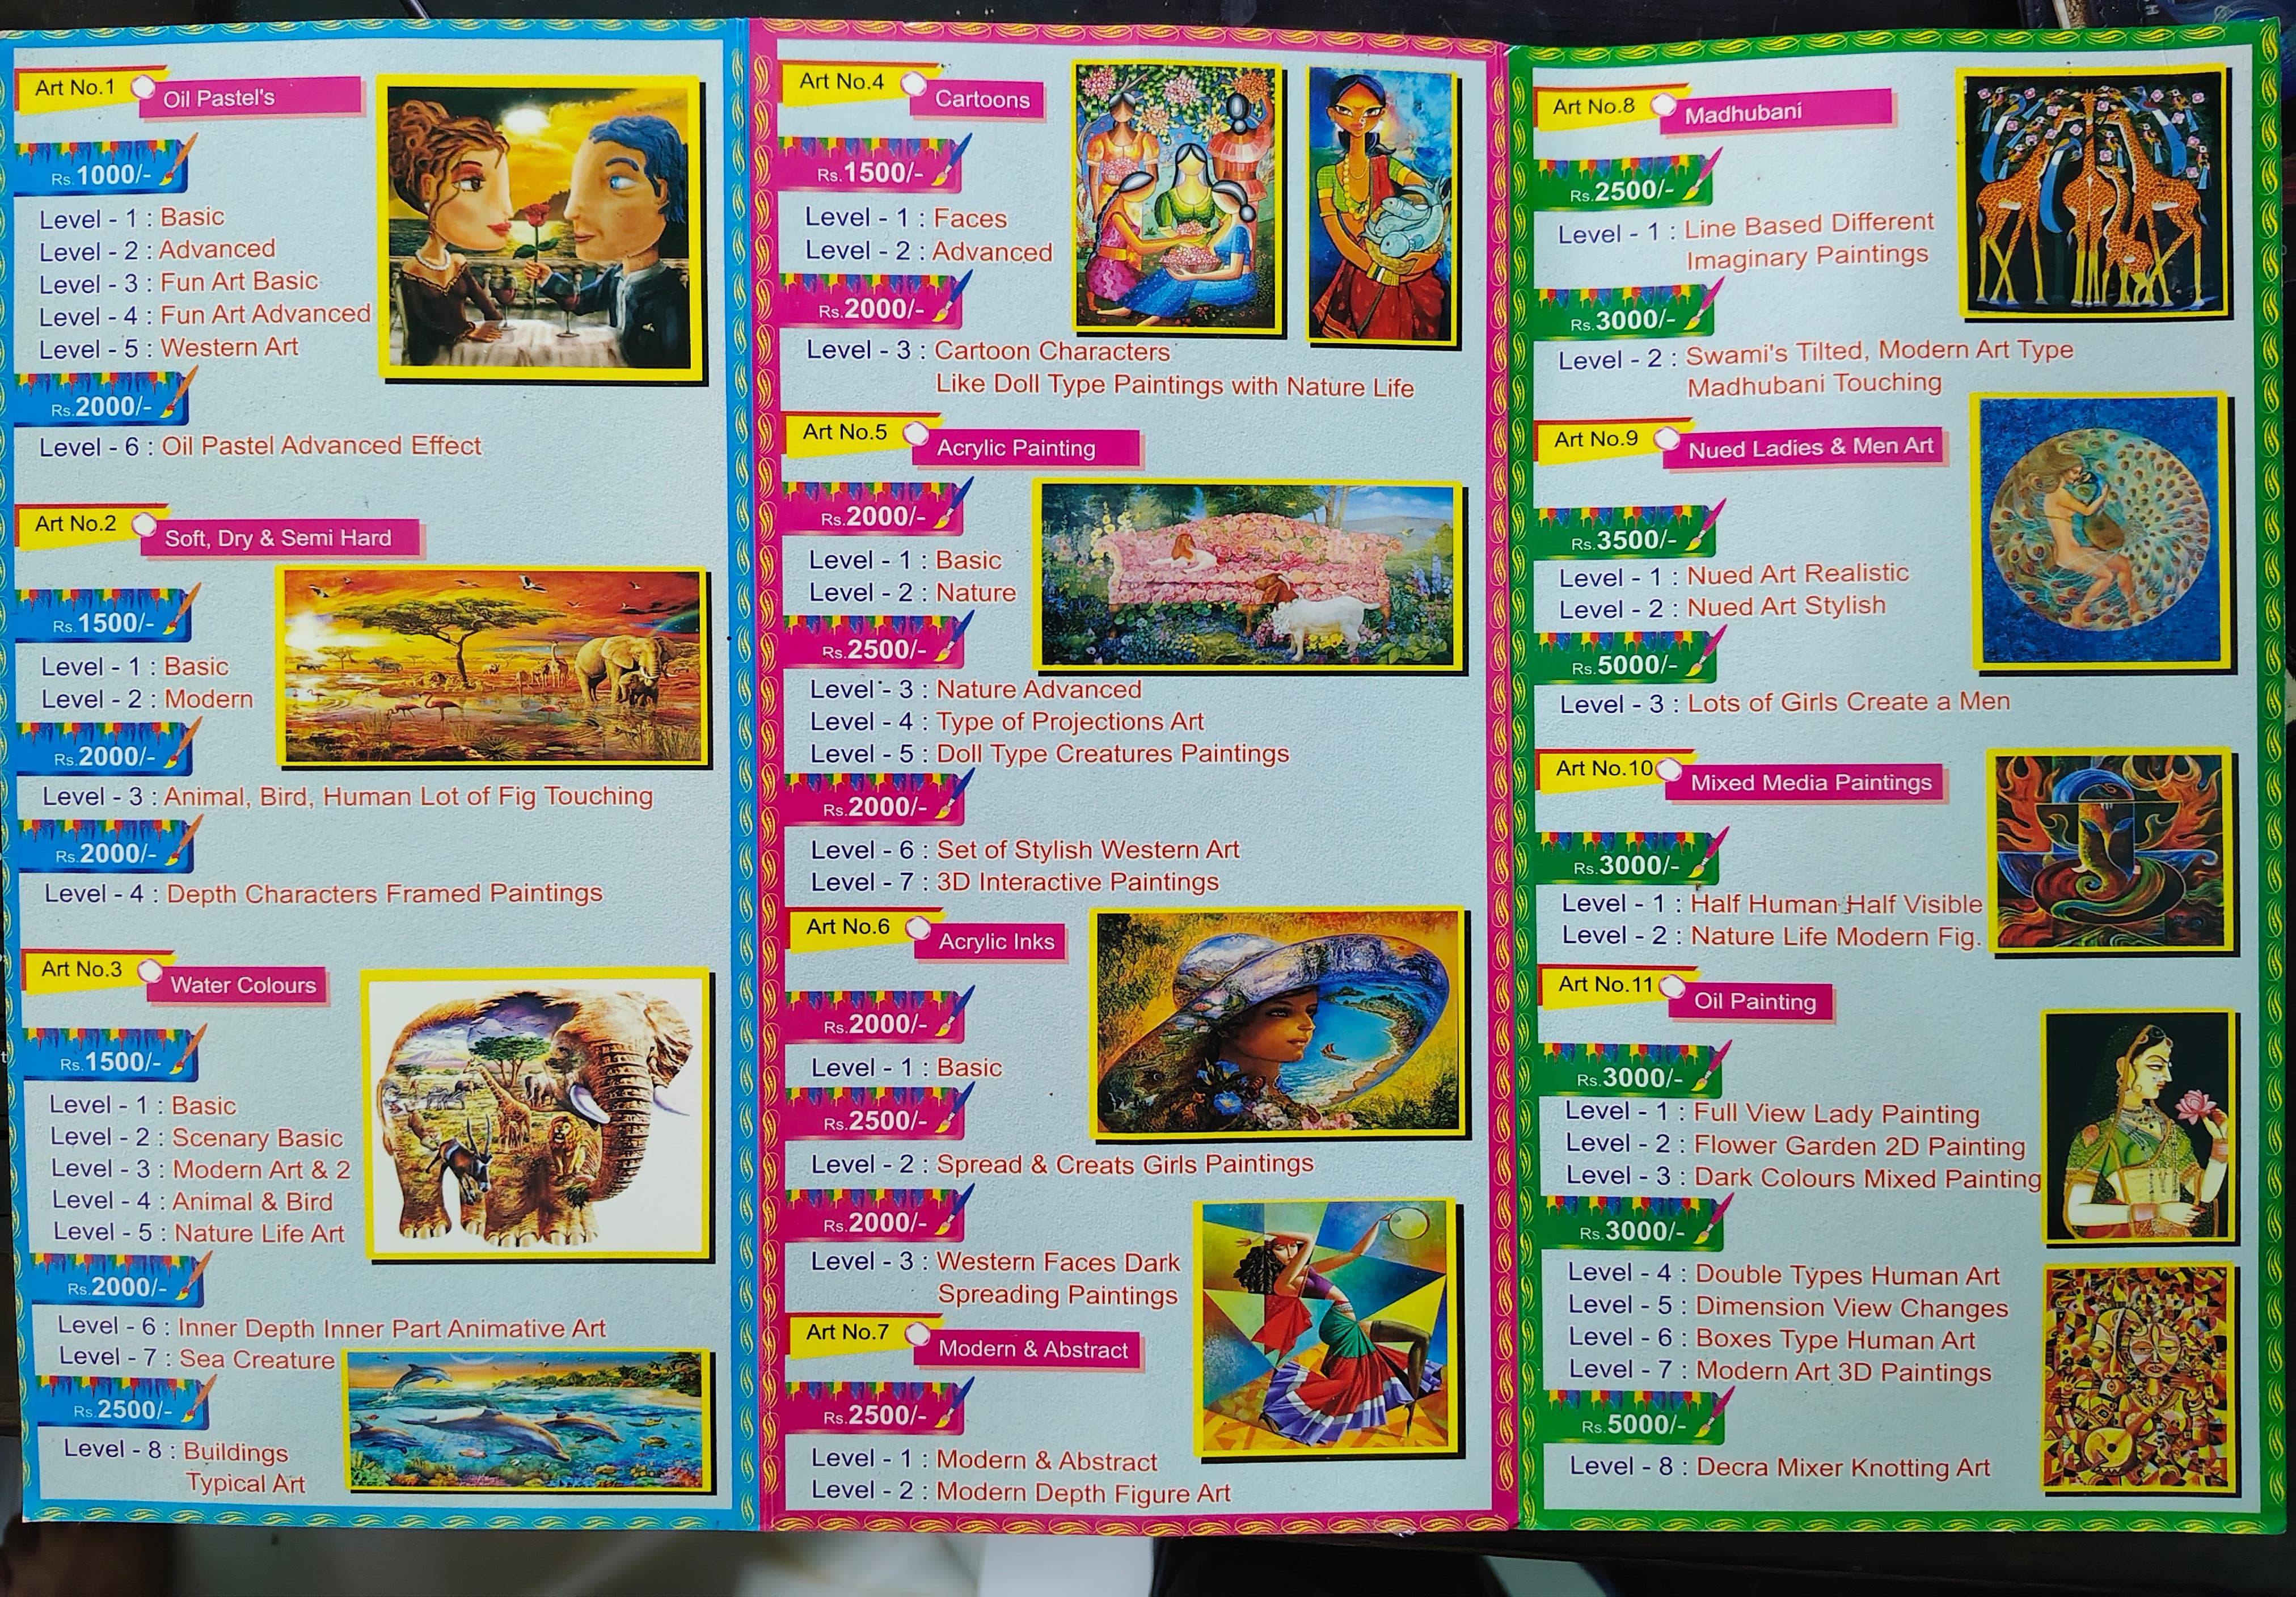 Art No.1
Oil Pastel's
Rs.1000/-
Level - 1 : Basic
Level - 2 : Advanced
Level - 3 : Fun Art Basic
Level - 4 : Fun Art Advanced
Level - 5 : Western Art
Rs.2000/-
Level - 6 : Oil Pastel Advanced Effect
Art No.2
Soft, Dry & Semi Hard
Rs.1500/-
Level - 1 : Basic
Level - 2 : Modern
Rs.2000/-
Level - 3 : Animal, Bird, Human Lot of Fig Touching
Rs.2000/-
Level - 4 : Depth Characters Framed Paintings
Art No.3
Water Colours
Rs.1500/-
Level - 1 : Basic
Level - 2 : Scenary Basic
Level - 3 : Modern Art & 2
Level - 4 : Animal & Bird
Level - 5 : Nature Life Art
Rs.2000/-
Level - 6 : Inner Depth Inner Part Animative Art
Level - 7 : Sea Creature
Rs.2500/-
Level - 8 : Buildings
Typical Art
Art No.4
Cartoons
Rs.1500/-
Level - 1 : Faces
Level - 2 : Advanced
Rs.2000/-
Level - 3 : Cartoon Characters
Like Doll Type Paintings with Nature Life
Art No.5
Acrylic Painting
Rs.2000/-
Level - 1 : Basic
Level - 2 : Nature
Rs.2500/-
Level - 3 : Nature Advanced
Level - 4 : Type of Projections Art
Level - 5 : Doll Type Creatures Paintings
Rs.2000/-
Level - 6 : Set of Stylish Western Art
Level - 7 : 3D Interactive Paintings
Art No.6
Acrylic Inks
Rs.2000/-
Level - 1 : Basic
Rs.2500/-
Level - 2 : Spread & Creats Girls Paintings
Rs.2000/-
Level - 3 : Western Faces Dark
Spreading Paintings
Art No.7
Modern & Abstract
Rs.2500/-
Level - 1 : Modern & Abstract
Level - 2 : Modern Depth Figure Art
Art No.8
Madhubani
Rs.2500/-
Level - 1 : Line Based Different
Imaginary Paintings
Rs.3000/-
Level - 2 : Swami's Tilted, Modern Art Type
Madhubani Touching
Art No.9
Nued Ladies & Men Art
Rs.3500/-
Level - 1 : Nued Art Realistic
Level - 2 : Nued Art Stylish
Rs.5000/-
Level - 3 : Lots of Girls Create a Men
Art No.10
Mixed Media Paintings
Rs.3000/-
Level - 1 : Half Human Half Visible
Level - 2 : Nature Life Modern Fig.
Art No.11
Oil Painting
Rs.3000/-
Level - 1 : Full View Lady Painting
Level - 2 : Flower Garden 2D Painting
Level - 3 : Dark Colours Mixed Painting
Rs.3000/-
Level - 4 : Double Types Human Art
Level - 5 : Dimension View Changes
Level - 6 : Boxes Type Human Art
Level - 7 : Modern Art 3D Paintings
Rs.5000/-
Level - 8 : Decra Mixer Knotting Art